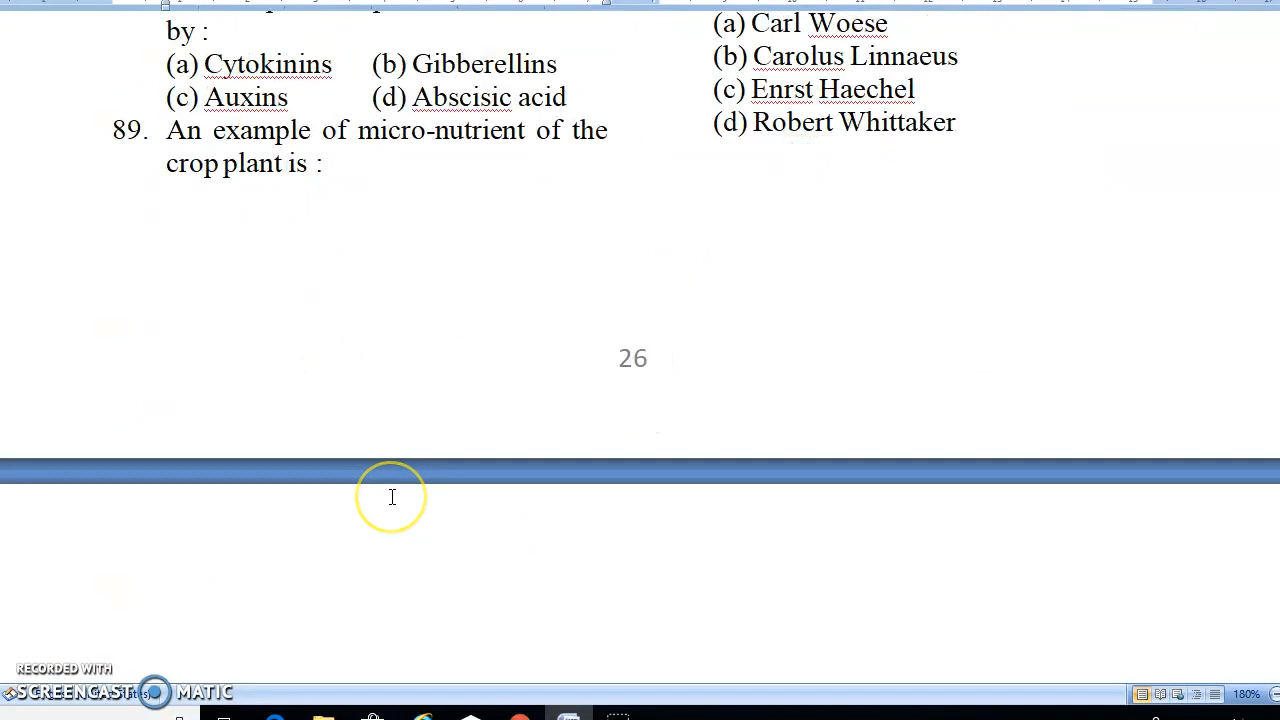 by :
(a) Cytokinins (b) Gibberellins
(c) Auxins (d) Abscisic acid
89. An example of micro-nutrient of the
crop plant is :
(a) Carl Woese
(b) Carolus Linnaeus
(c) Enrst Haechel
(d) Robert Whittaker
26
RECORDED WITH
SCREENCAST MATIC
180%